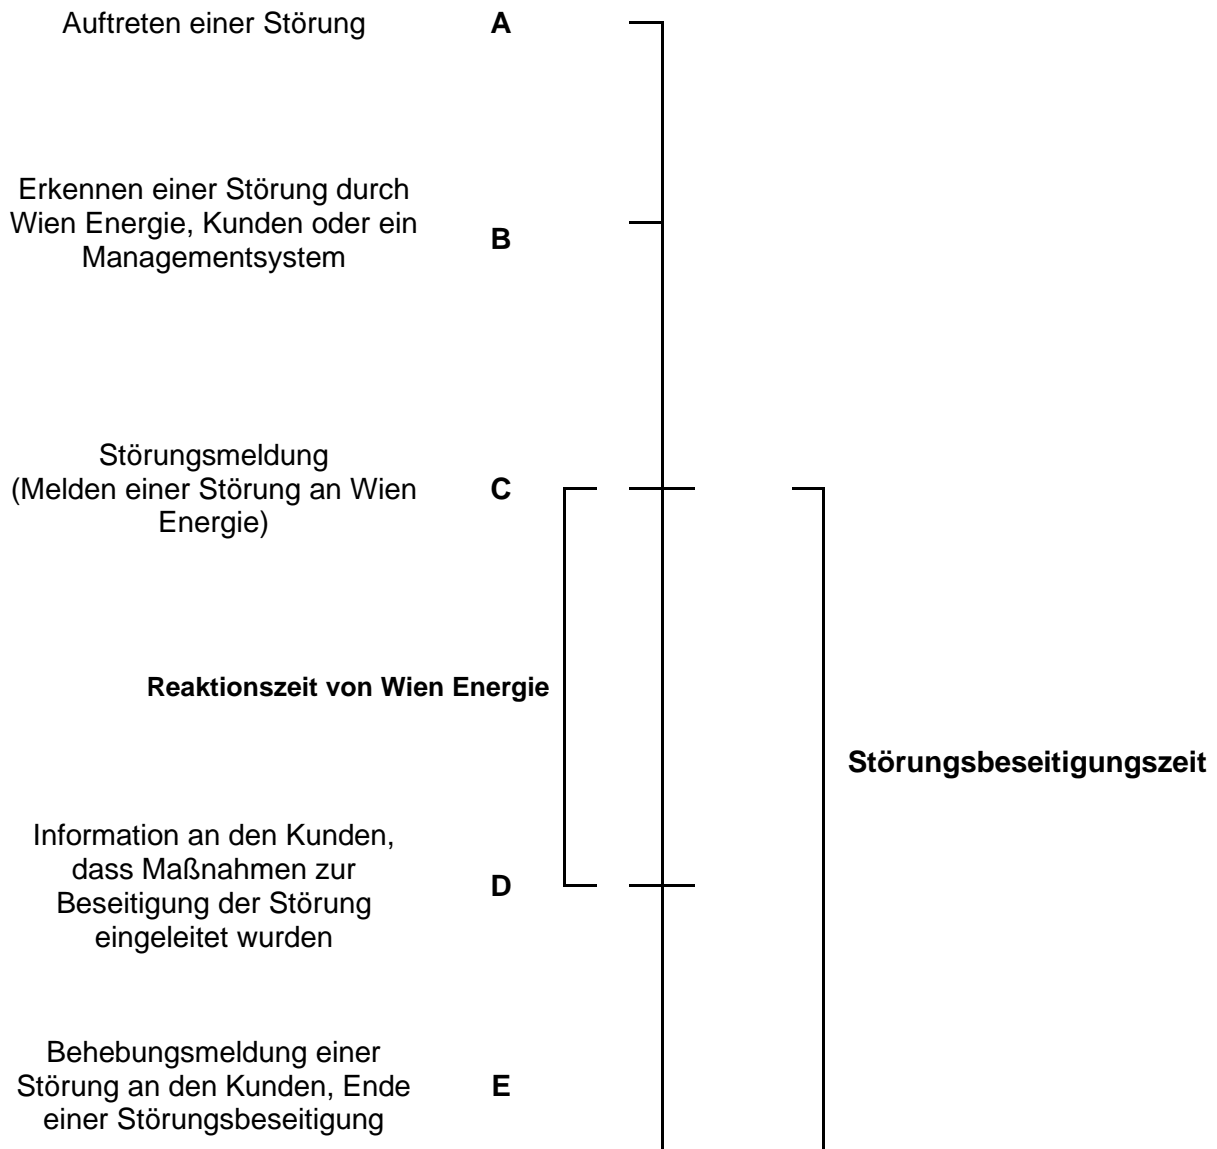 Auftreten einer Störung A
Erkennen einer Störung durch
Wien Energie, Kunden oder ein
Managementsystem
B
Störungsmeldung
(Melden einer Störung an Wien
Energie)
C
Reaktionszeit von Wien Energie
Störungsbeseitigungszeit
Information an den Kunden,
dass Maßnahmen zur
Beseitigung der Störung
eingeleitet wurden
D
Behebungsmeldung einer
Störung an den Kunden, Ende
einer Störungsbeseitigung
E